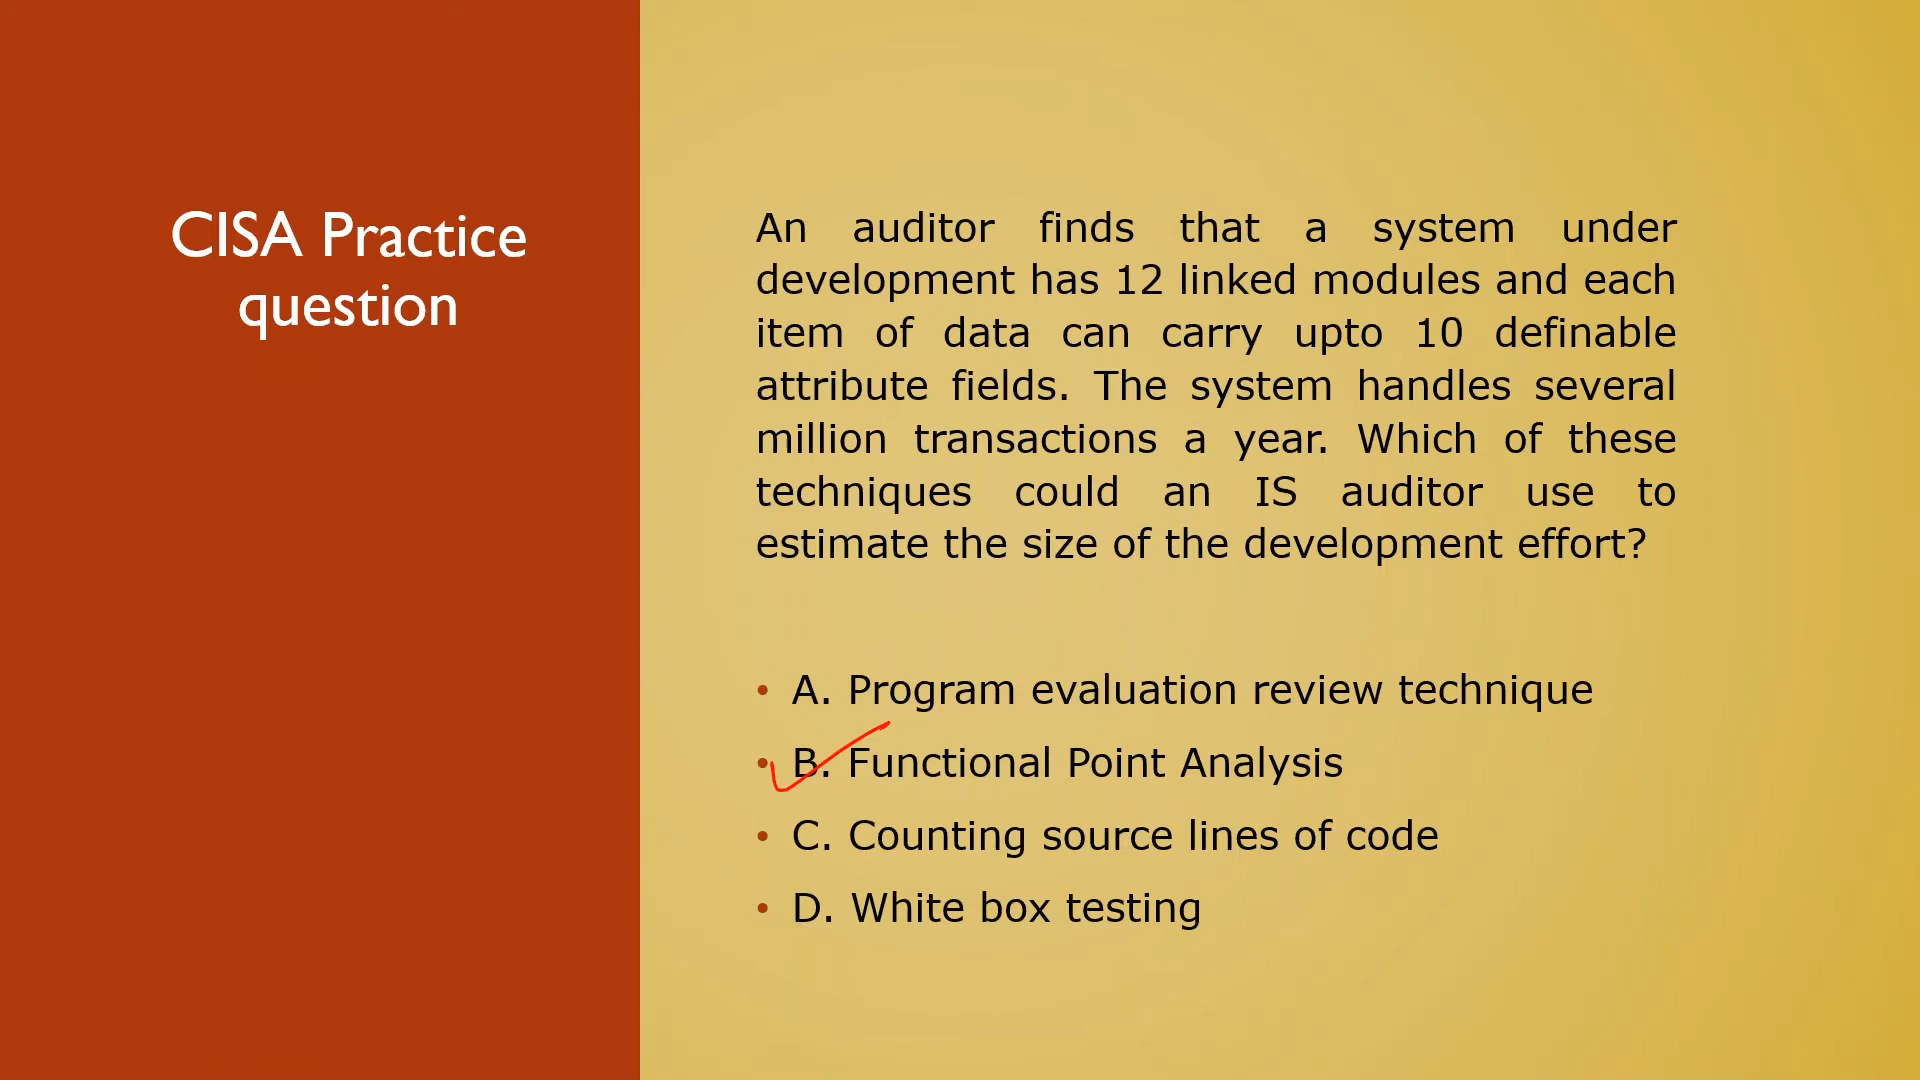 CISA Practice
question
An auditor finds that a system under
development has 12 linked modules and each
item of data can carry upto 10 definable
attribute fields. The system handles several
million transactions a year. Which of these
techniques could an IS auditor use to
estimate the size of the development effort?
• A. Program evaluation review technique
• B. Functional Point Analysis
• C. Counting source lines of code
• D. White box testing